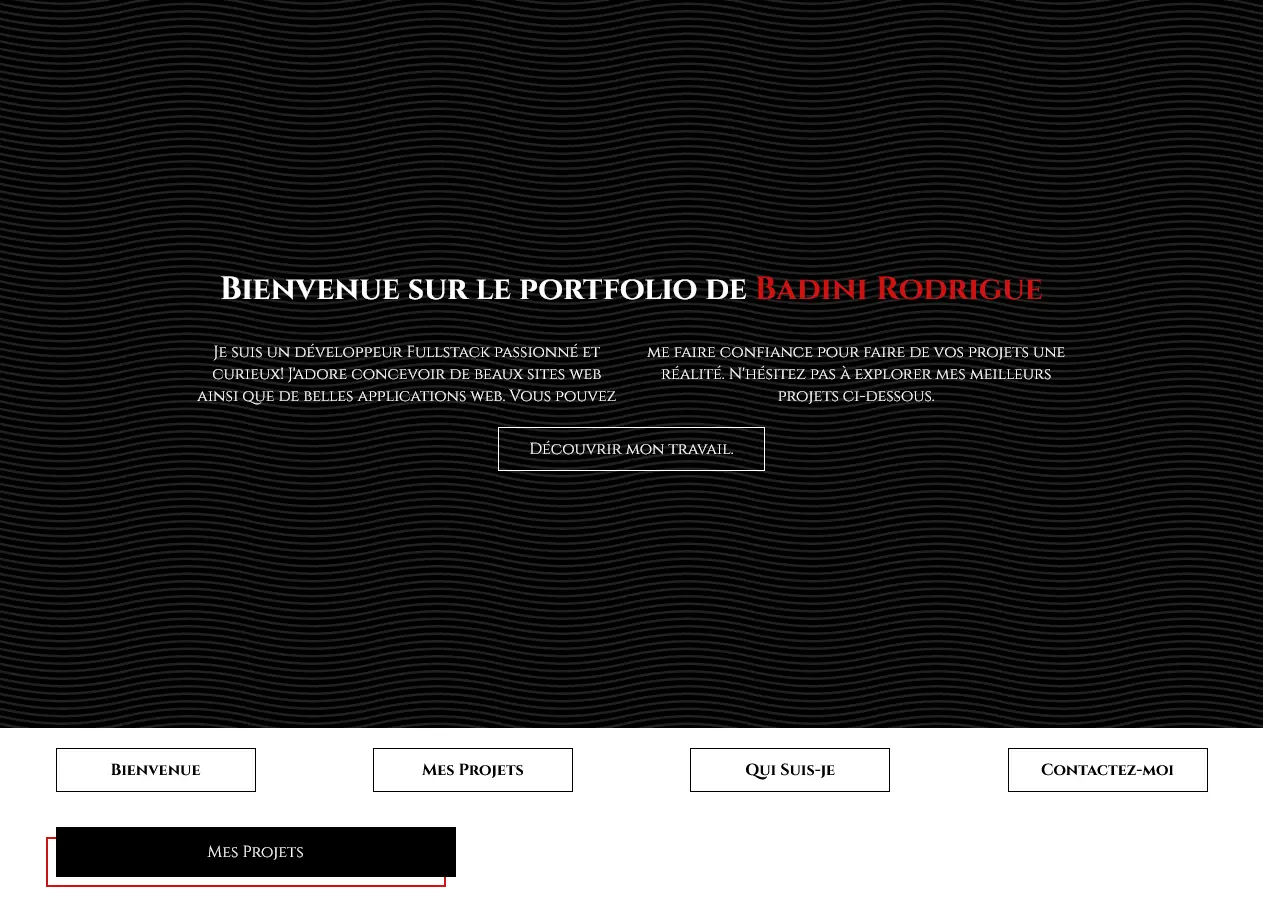 Bienvenue sur le portfolio de Badini Rodrigue
Je suis un développeur Fullstack passionné et
curieux! J'adore concevoir de beaux sites web
ainsi que de belles applications web. Vous pouvez
me faire confiance pour faire de vos projets une
réalité. N'hésitez pas à explorer mes meilleurs
projets ci-dessous.
Découvrir mon travail.
Bienvenue
Mes Projets
Qui Suis-je
Contactez-moi
Mes Projets